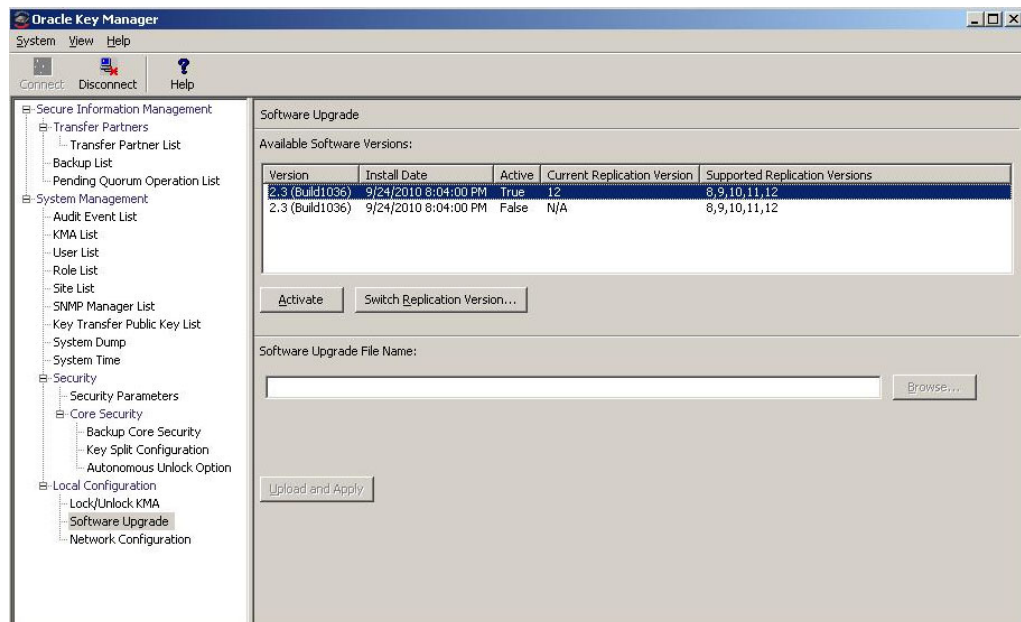 Oracle Key Manager
System View Help
Connect Disconnect Help
Secure Information Management
Transfer Partners
Transfer Partner List
Backup List
Pending Quorum Operation List
System Management
Audit Event List
KMA List
User List
Role List
Site List
SNMP Manager List
Key Transfer Public Key List
System Dump
System Time
Security
Security Parameters
Core Security
Backup Core Security
Key Split Configuration
Autonomous Unlock Option
Local Configuration
Lock/Unlock KMA
Software Upgrade
Network Configuration
Software Upgrade
Available Software Versions:
Version Install Date Active Current Replication Version Supported Replication Versions
2.3 (Build1036) 9/24/2010 8:04:00 PM True 12 8,9,10,11,12
2.3 (Build1036) 9/24/2010 8:04:00 PM False N/A 8,9,10,11,12
Activate Switch Replication Version...
Software Upgrade File Name:
Browse...
Upload and Apply